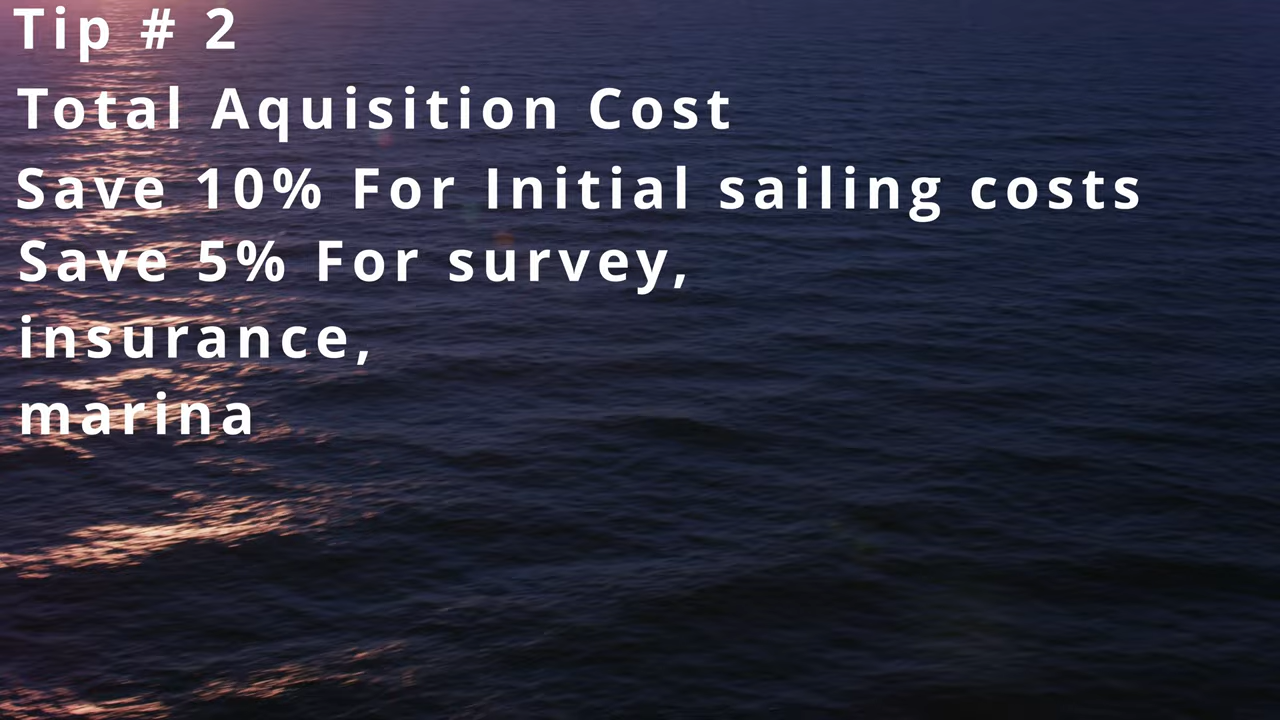 Tip # 2
Total Aquisition Cost
Save 10% For Initial sailing costs
Save 5% For survey,
insurance,
marina